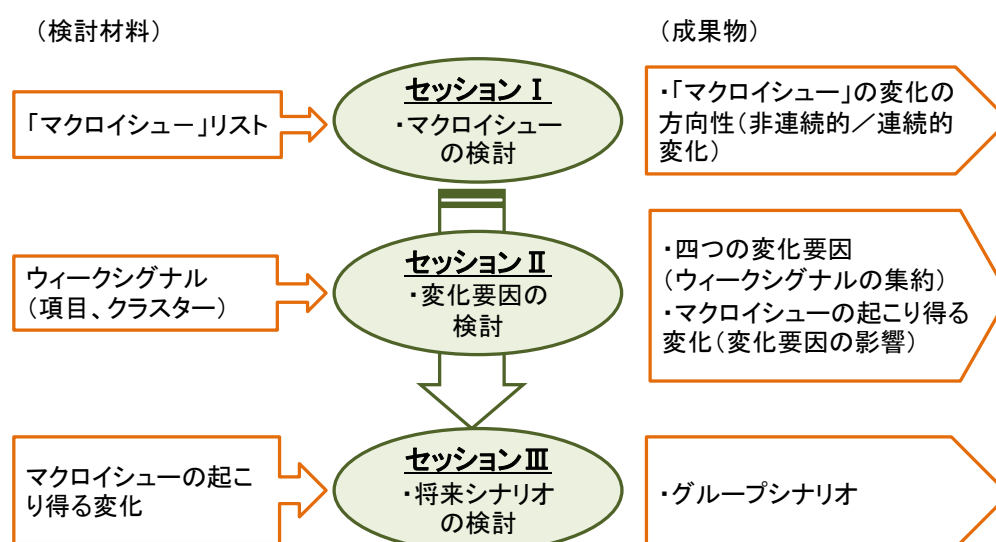 （検討材料）
（成果物）
「マクロイシュー」リスト
セッションⅠ
・マクロイシュー
の検討
・「マクロイシュー」の変化の
方向性（非連続的／連続的
変化）
ウィークシグナル
（項目、クラスター）
セッションⅡ
・変化要因の
検討
・四つの変化要因
（ウィークシグナルの集約）
・マクロイシューの起こり得る
変化（変化要因の影響）
マクロイシューの起こ
り得る変化
セッションⅢ
・将来シナリオ
の検討
・グループシナリオ